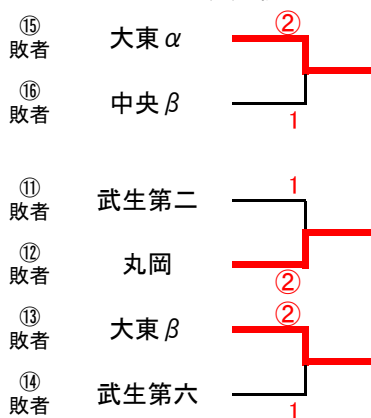 ⑮ 敗者 大東α ②
⑯ 敗者 中央β 1
⑪ 敗者 武生第二 1
⑫ 敗者 丸岡 ②
⑬ 敗者 大東β ②
⑭ 敗者 武生第六 1